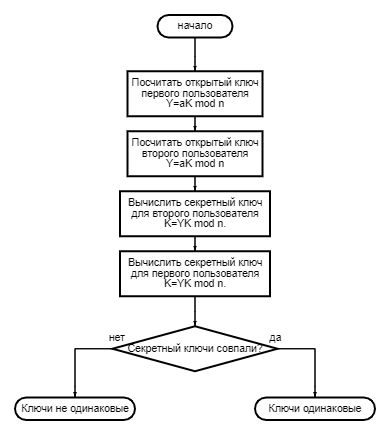 начало
Посчитать открытый ключ
первого пользователя
Y=aK mod n
Посчитать открытый ключ
второго пользователя
Y=aK mod n
Вычислить секретный ключ
для второго пользователя
K=YK mod n.
Вычислить секретный ключ
для первого пользователя
K=YK mod n.
нет
Секретный ключи совпали?
да
Ключи не одинаковые
Ключи одинаковые